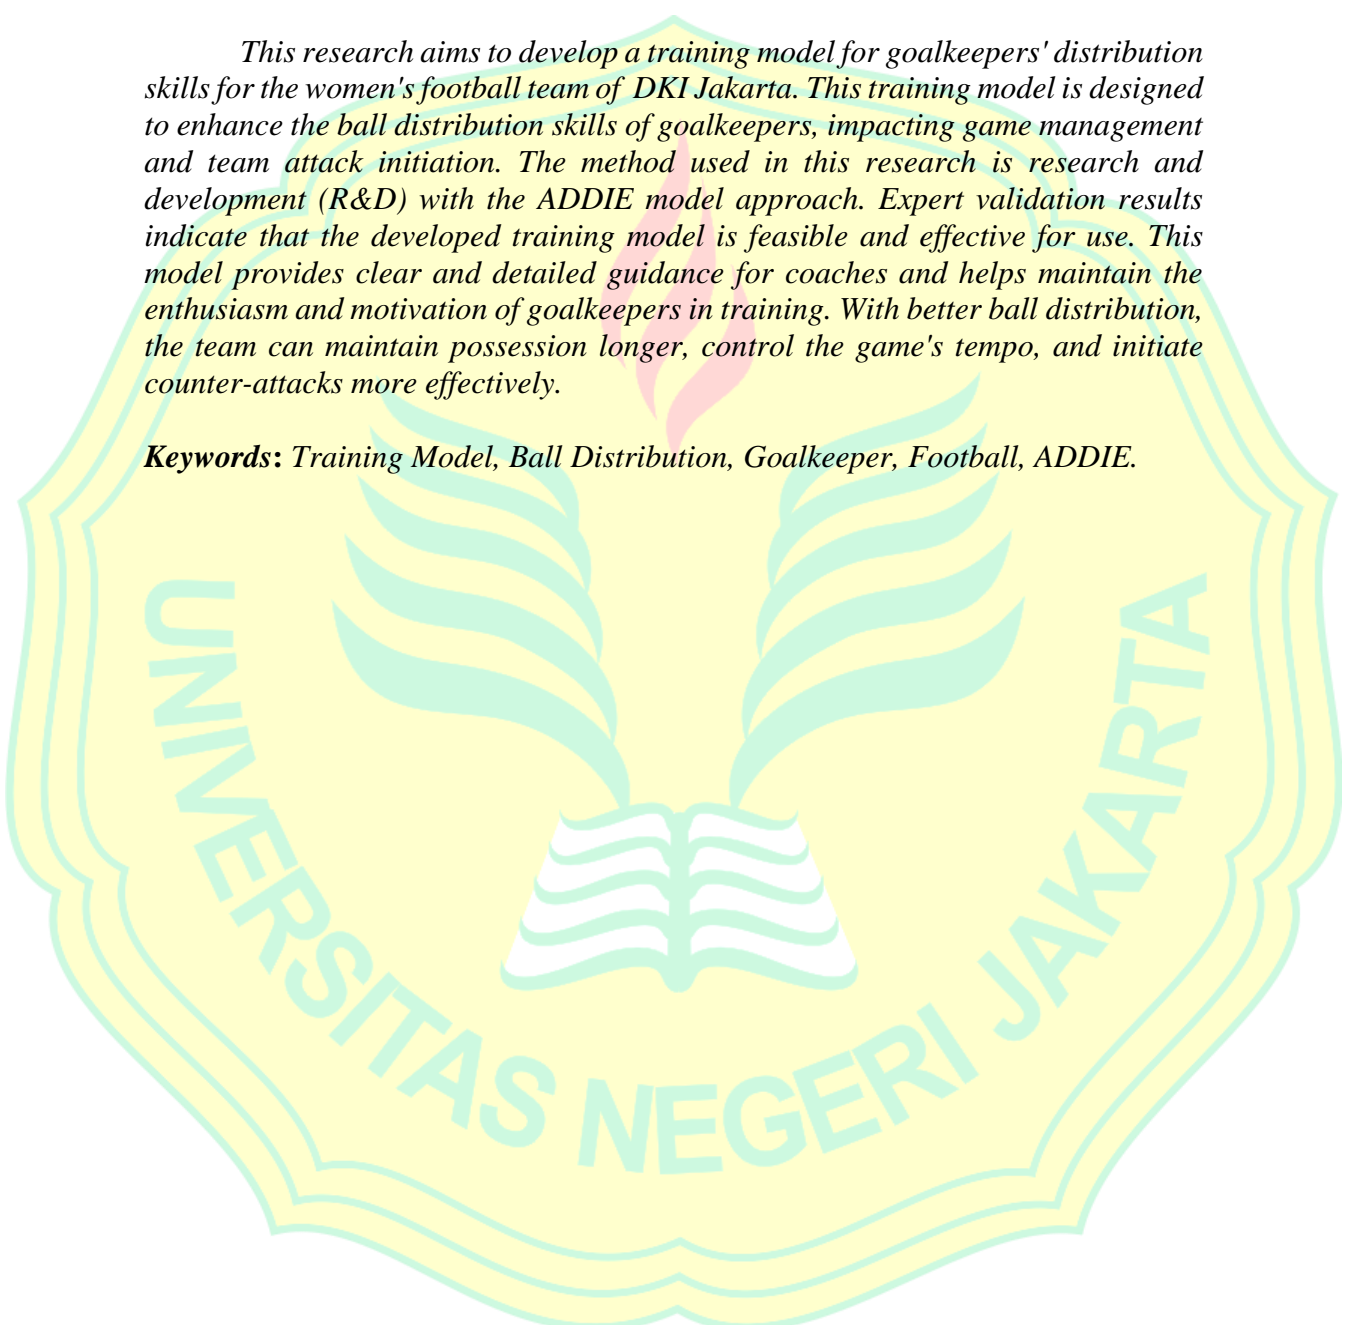 This research aims to develop a training model for goalkeepers' distribution
skills for the women's football team of DKI Jakarta. This training model is designed
to enhance the ball distribution skills of goalkeepers, impacting game management
and team attack initiation. The method used in this research is research and
development (R&D) with the ADDIE model approach. Expert validation results
indicate that the developed training model is feasible and effective for use. This
model provides clear and detailed guidance for coaches and helps maintain the
enthusiasm and motivation of goalkeepers in training. With better ball distribution,
the team can maintain possession longer, control the game's tempo, and initiate
counter-attacks more effectively.
Keywords: Training Model, Ball Distribution, Goalkeeper, Football, ADDIE.
UNIVERSITAS NEGERI JAKARTA